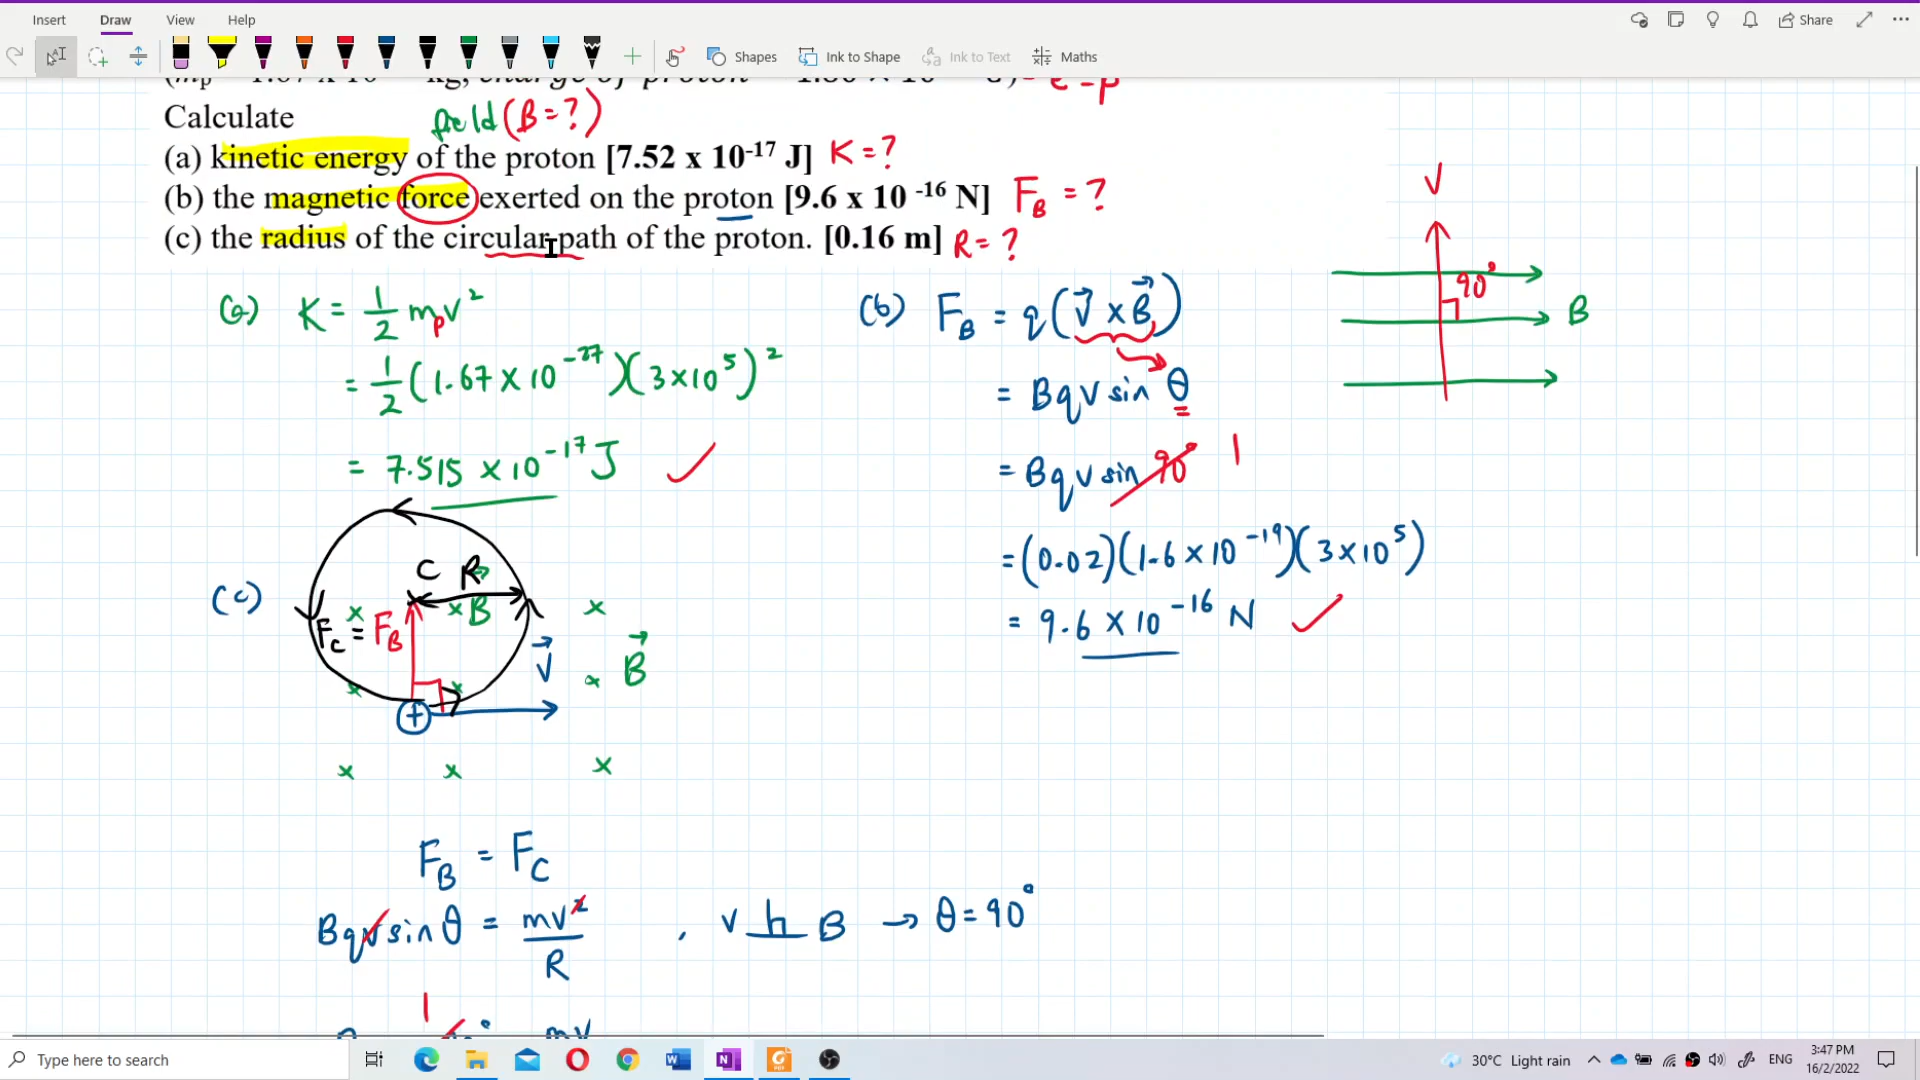 Insert Draw View Help
Share
Shapes Ink to Shape Ink to Text Maths
Calculate
field (B = ?)
(a) kinetic energy of the proton [7.52 x 10-17 J] K = ?
(b) the magnetic force exerted on the proton [9.6 x 10 -16 N] FB = ?
(c) the radius of the circular path of the proton. [0.16 m] R = ?
V
90°
B
(a) K = 1/2 mpv²
= 1/2 (1.67 x 10⁻²⁷)(3x10⁵)²
= 7.515 x 10⁻¹⁷ J
(b) FB = q(V x B)
= BqV sin θ
= BqV sin 90 1
= (0.02)(1.6 x 10⁻¹⁹)(3x10⁵)
= 9.6 x 10⁻¹⁶ N
(c)
C R
x x B x
Fc = FB
V
x x x B
+
x x x
FB = FC
Bqv sin θ = mv²/R , v ⊥ B → θ = 90°
1
mv
Type here to search
30°C Light rain
ENG
3:47 PM
16/2/2022